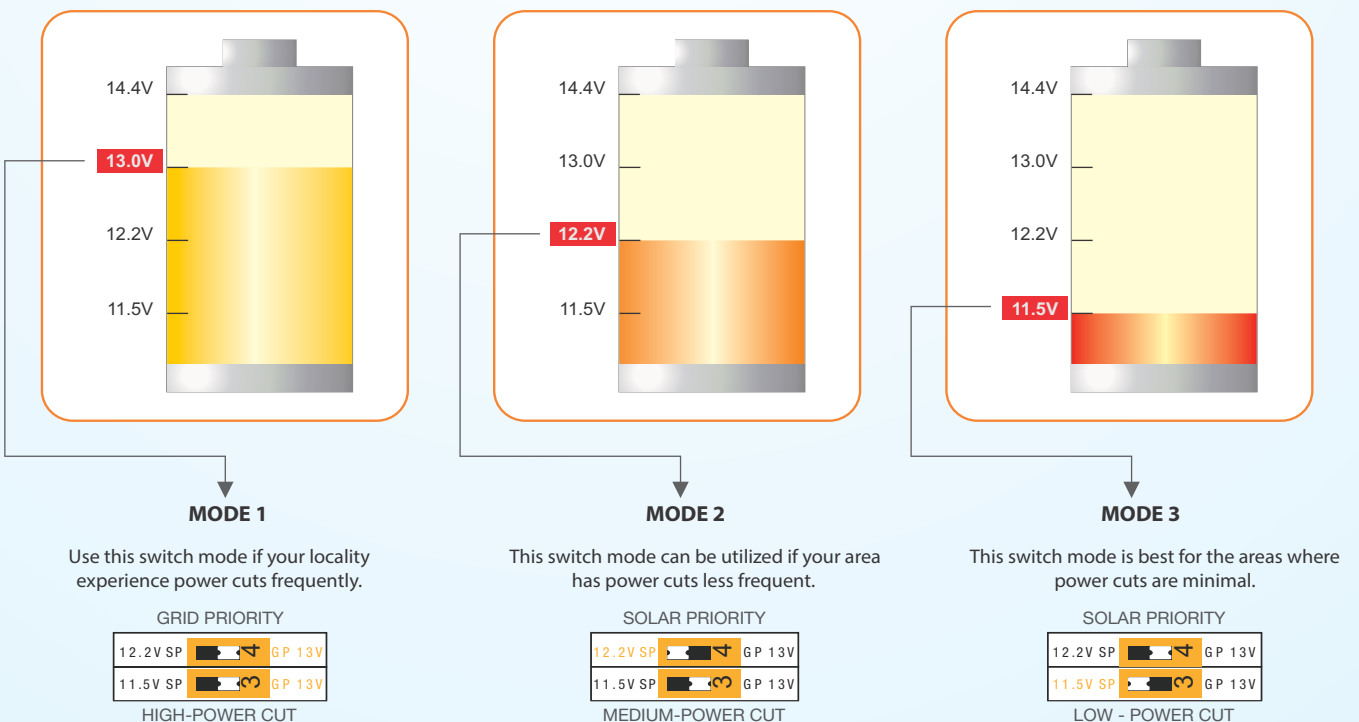 14.4V
13.0V
12.2V
11.5V
MODE 1
Use this switch mode if your locality
experience power cuts frequently.
GRID PRIORITY
12.2V SP 4 GP 13V
11.5V SP 3 GP 13V
HIGH-POWER CUT
14.4V
13.0V
12.2V
11.5V
MODE 2
This switch mode can be utilized if your area
has power cuts less frequent.
SOLAR PRIORITY
12.2V SP 4 GP 13V
11.5V SP 3 GP 13V
MEDIUM-POWER CUT
14.4V
13.0V
12.2V
11.5V
MODE 3
This switch mode is best for the areas where
power cuts are minimal.
SOLAR PRIORITY
12.2V SP 4 GP 13V
11.5V SP 3 GP 13V
LOW - POWER CUT